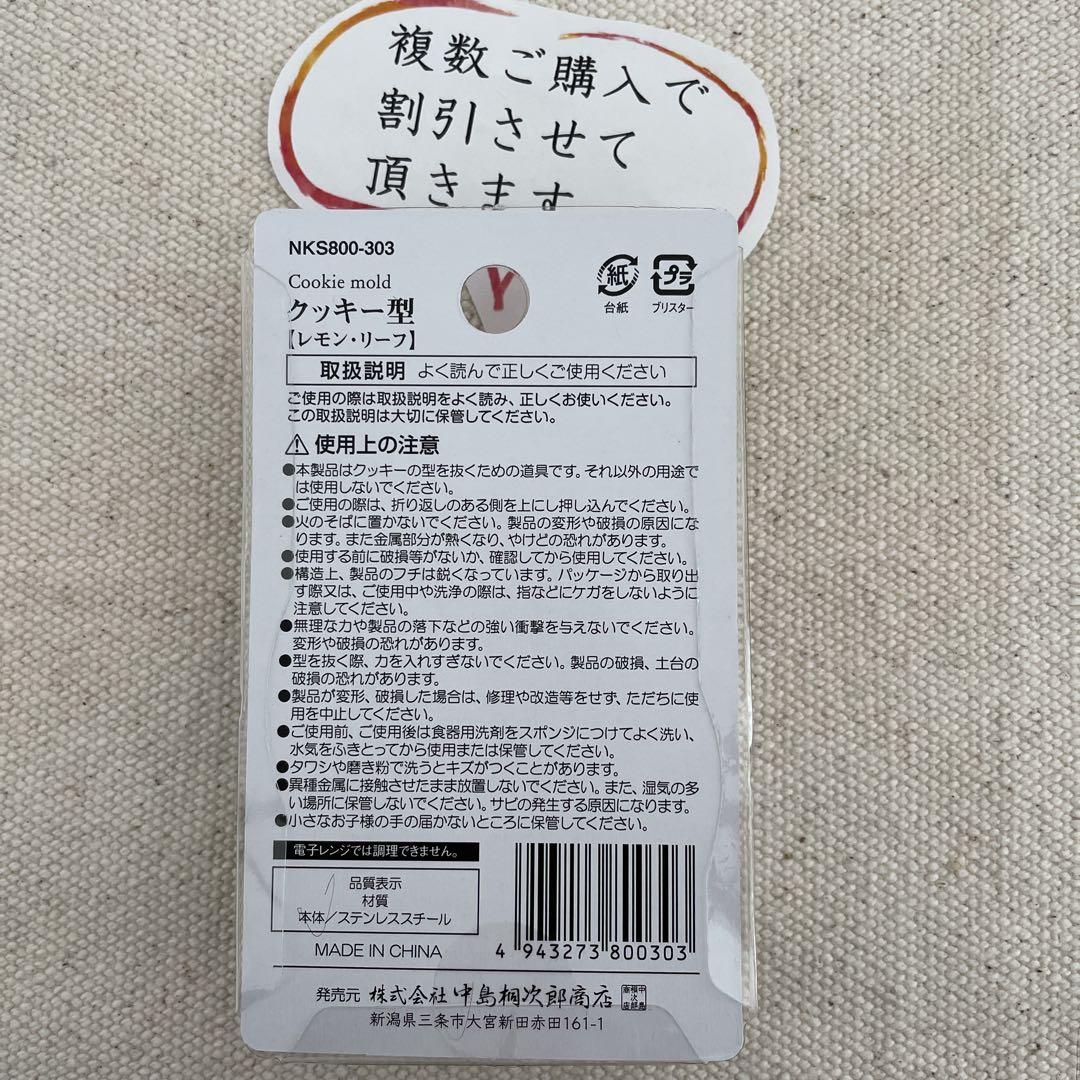 複数ご購入で
割引させて
頂きます
NKS800-303
Cookie mold
クッキー型
【レモン・リーフ】
Y
紙
台紙
プラ
ブリスター
取扱説明 よく読んで正しくご使用ください
ご使用の際は取扱説明をよく読み、正しくお使いください。
この取扱説明は大切に保管してください。
使用上の注意
●本製品はクッキーの型を抜くための道具です。それ以外の用途で
は使用しないでください。
●ご使用の際は、折り返しのある側を上にし押し込んでください。
●火のそばに置かないでください。製品の変形や破損の原因にな
ります。また金属部分が熱くなり、やけどの恐れがあります。
●使用する前に破損等がないか、確認してから使用してください。
●構造上、製品のフチは鋭くなっています。パッケージから取り出
す際又は、ご使用中や洗浄の際は、指などにケガをしないように
注意してください。
●無理な力や製品の落下などの強い衝撃を与えないでください。
変形や破損の恐れがあります。
●型を抜く際、力を入れすぎないでください。製品の破損、土台の
破損の恐れがあります。
●製品が変形、破損した場合は、修理や改造等をせず、ただちに使
用を中止してください。
●ご使用前、ご使用後は食器用洗剤をスポンジにつけてよく洗い、
水気をふきとってから使用または保管してください。
●タワシや磨き粉で洗うとキズがつくことがあります。
●異種金属に接触させたまま放置しないでください。また、湿気の多
い場所に保管しないでください。サビの発生する原因になります。
●小さなお子様の手の届かないところに保管してください。
電子レンジでは調理できません。
品質表示
材質
本体/ステンレススチール
MADE IN CHINA
4 943273 800303
発売元 株式会社 中島桐次郎商店
新潟県三条市大宮新田赤田161-1